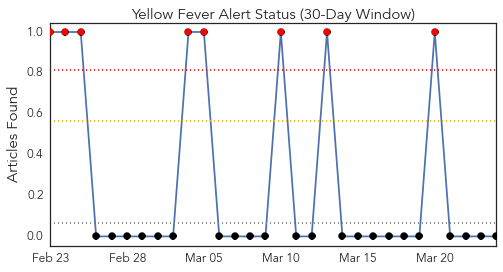 Yellow Fever Alert Status (30-Day Window)
Articles Found
1.0
0.8
0.6
0.4
0.2
0.0
Feb 23 Feb 28 Mar 05 Mar 10 Mar 15 Mar 20